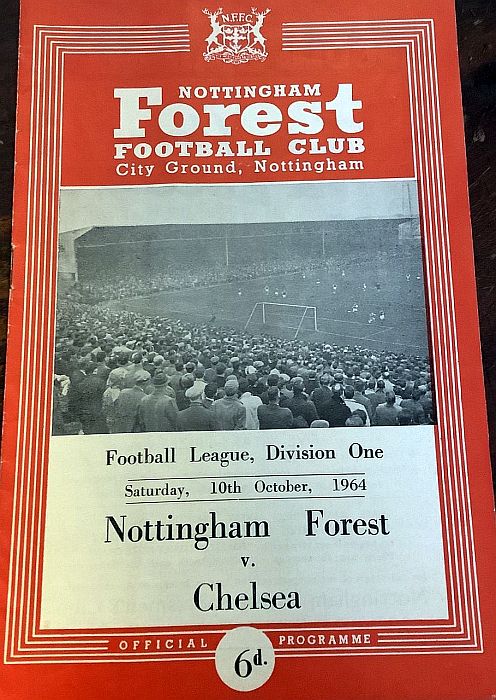 N.F.F.C.
NOTTINGHAM
Forest
FOOTBALL CLUB
City Ground, Nottingham
Football League, Division One
Saturday, 10th October, 1964
Nottingham Forest
v.
Chelsea
OFFICIAL PROGRAMME
6d.